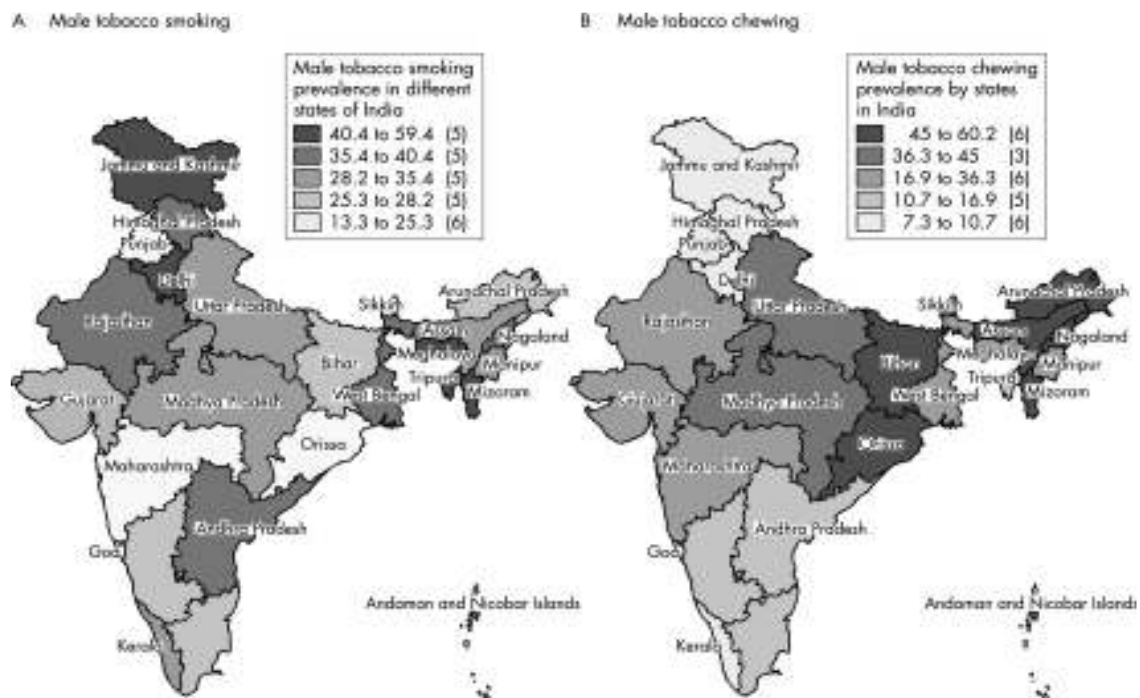 A Male tobacco smoking
Male tobacco smoking
prevalence in different
states of India
40.4 to 59.4 (5)
35.4 to 40.4 (5)
28.2 to 35.4 (5)
25.3 to 28.2 (5)
13.3 to 25.3 (6)
Jammu and Kashmir
Himachal Pradesh
Punjab
Delhi
Rajasthan
Uttar Pradesh
Sikkim
Arunachal Pradesh
Assam
Nagaland
Meghalaya
Manipur
Bihar
Tripura
West Bengal
Mizoram
Gujarat
Madhya Pradesh
Orissa
Maharashtra
Andhra Pradesh
Goa
Andaman and Nicobar Islands
Kerala
B Male tobacco chewing
Male tobacco chewing
prevalence by states
in India
45 to 60.2 (6)
36.3 to 45 (3)
16.9 to 36.3 (6)
10.7 to 16.9 (5)
7.3 to 10.7 (6)
Jammu and Kashmir
Himachal Pradesh
Punjab
Delhi
Rajasthan
Uttar Pradesh
Sikkim
Arunachal Pradesh
Assam
Nagaland
Meghalaya
Manipur
Bihar
Tripura
West Bengal
Mizoram
Gujarat
Madhya Pradesh
Orissa
Maharashtra
Andhra Pradesh
Goa
Andaman and Nicobar Islands
Kerala